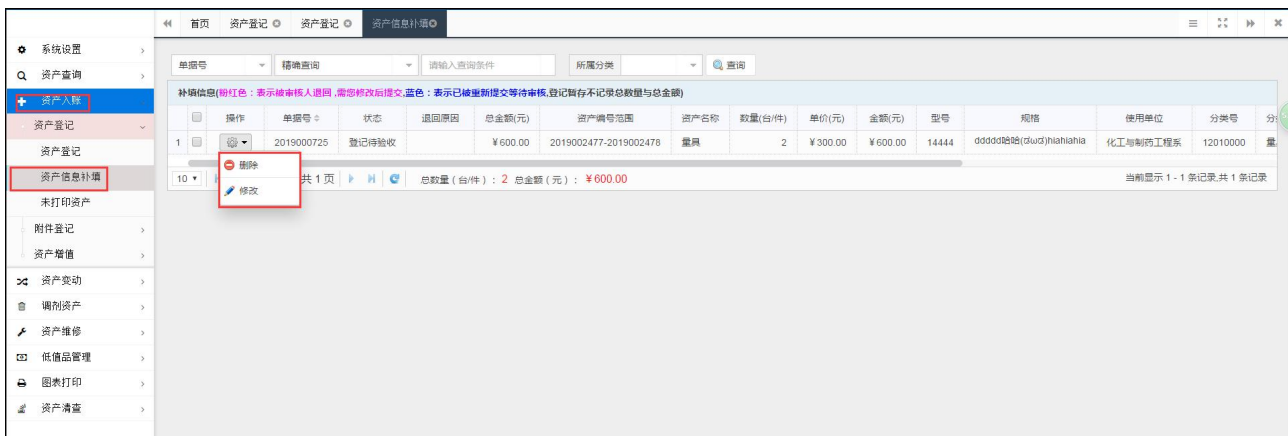 首页 资产登记 资产登记 资产信息补填
系统设置
资产查询
资产入账
资产登记
资产登记
资产信息补填
未打印资产
附件登记
资产增值
资产变动
调剂资产
资产维修
低值品管理
图表打印
资产清查
单据号 精确查询 请输入查询条件 所属分类 查询
补填信息(粉红色：表示被审核人退回,需您修改后提交,蓝色：表示已被重新提交等待审核,登记暂存不记录总数量与总金额)
操作 单据号 状态 退回原因 总金额(元) 资产编号范围 资产名称 数量(台/件) 单价(元) 金额(元) 型号 规格 使用单位 分类号
1 2019000725 登记待验收 ¥600.00 2019002477-2019002478 量具 2 ¥300.00 ¥600.00 14444 ddddd哈哈(ดωด)hiahiahia 化工与制药工程系 12010000 量
删除
修改
10 共1页 总数量(台/件)：2 总金额(元)：¥600.00 当前显示 1 - 1 条记录,共 1 条记录